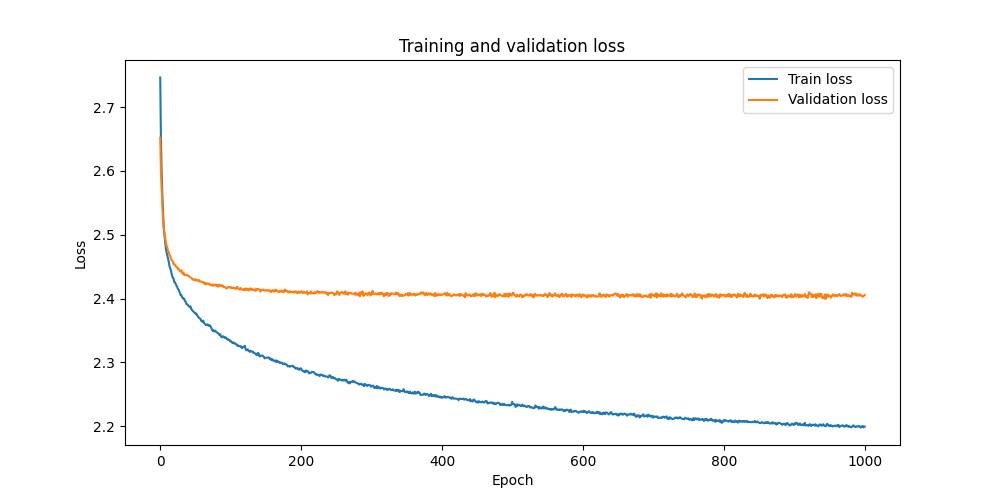 Training and validation loss
Train loss
Validation loss
2.7
2.6
2.5
2.4
2.3
2.2
Loss
0
200
400
600
800
1000
Epoch